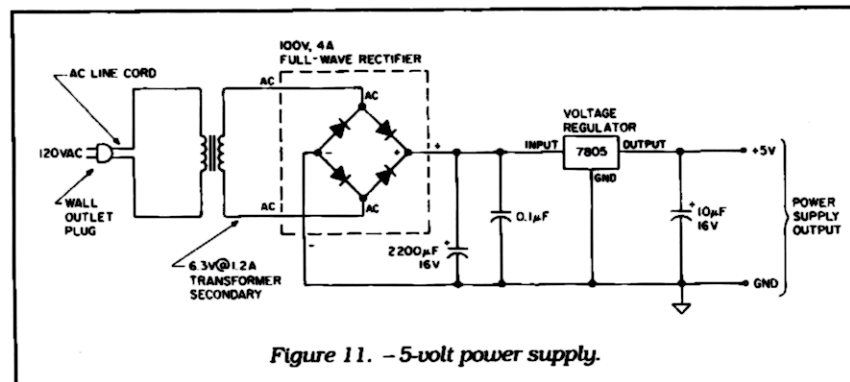 100V, 4A
FULL-WAVE RECTIFIER
AC LINE CORD
AC
AC
VOLTAGE
REGULATOR
120VAC
-
+
+
INPUT
7805
OUTPUT
+5V
GND
WALL
OUTLET
PLUG
AC
AC
-
0.1µF
+
10µF
16V
POWER
SUPPLY
OUTPUT
2200µF
16V
+
6.3V@1.2A
TRANSFORMER
SECONDARY
GND
Figure 11. –5-volt power supply.